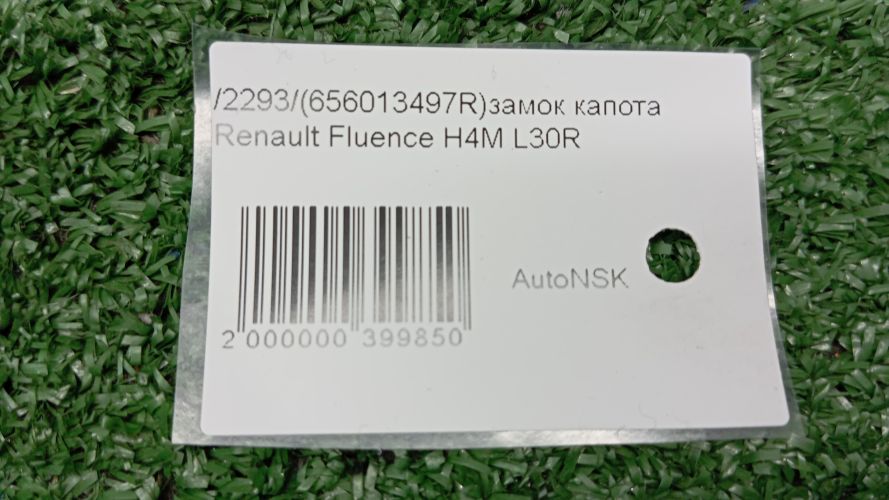 /2293/(656013497R)замок капота
Renault Fluence H4M L30R
AutoNSK
2 000000 399850